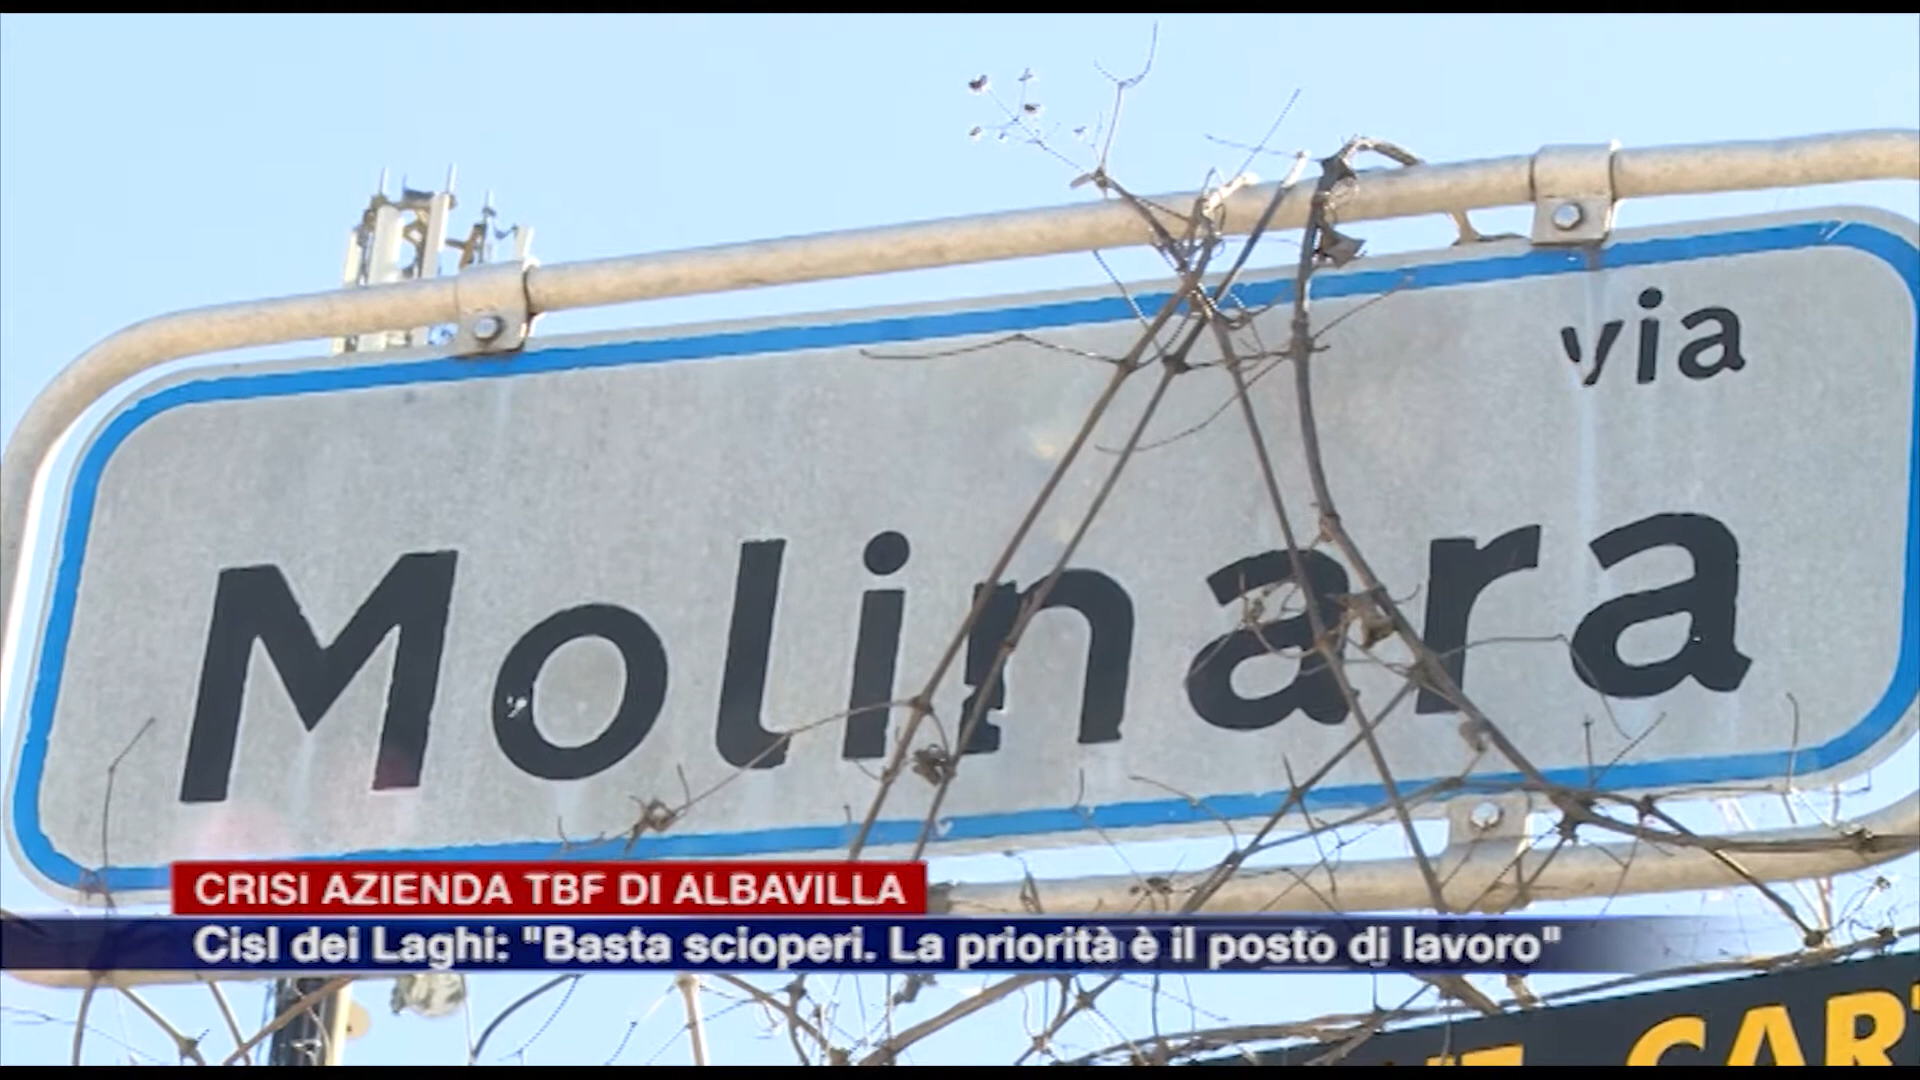 via
Molinara
CRISI AZIENDA TBF DI ALBAVILLA
Cisl dei Laghi: "Basta scioperi. La priorità è il posto di lavoro"